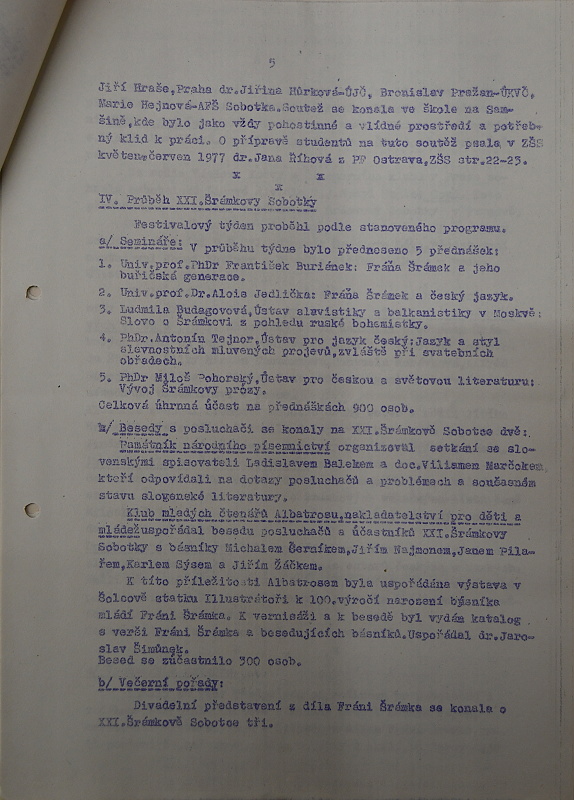 5
Jiří Hraše,Praha dr.Jiřina Hůrková-ÚJČ, Bronislav Pražan-ÚKVČ,
Marie Hejnová-AFŠ Sobotka.Soutež se konala ve škole na Sam-
šině,kde bylo jako vždy pohostinné a vlídné prostředí a potřeb-
ný klid k práci. O přípravě studentů na tuto soutěž psala v ZŠS
květen,červen 1977 dr.Jana Říhová z PF Ostrava,ZŠS str.22-23.
x x
x
IV. Průběh XXI.Šrámkovy Sobotky
Festivalový týden proběhl podle stanoveného programu.
a/ Semináře: V průběhu týdne bylo předneseno 5 přednášek:
1. Univ.prof.PhDr František Buriánek: Fráňa Šrámek a jeho
buřičská generace.
2. Univ.prof.Dr.Alois Jedlička: Fráňa Šrámek a český jazyk.
3. Ludmila Budagovová,Ústav slavistiky a balkanistiky v Moskvě:
Slovo o Šrámkovi z pohledu ruské bohemistky.
4. PhDr.Antonín Tejnor,Ústav pro jazyk český:Jazyk a styl
slavnostních mluvených projevů,zvláště při svatebních
obřadech.
5. PhDr Miloš Pohorský,Ústav pro českou a světovou literaturu:
Vývoj Šrámkovy prózy.
Celková úhrnná účast na přednáškách 900 osob.
b/ Besedy s posluchači se konaly na XXI.Šrámkově Sobotce dvě:
Památník národního písemnictví organizoval setkání se slo-
venskými spisovateli Ladislavem Balekem a doc.Viliamem Marčokem
kteří odpovídali na dotazy posluchačů a problémech a současném
stavu slogenské literatury.
Klub mladých čtenářů Albatrosu,nakladatelství pro děti a
mládežuspořádal besedu posluchačů a účastníků XXI.Šrámkovy
Sobotky s básníky Michalem Černíkem,Jiřím Najmonem,Janem Pila-
řem,Karlem Sýsem a Jiřím Žáčkem.
K této příležitosti Albatrosem byla uspořádána výstava v
Šolcově statku Illustrátoři k 100.výročí narození básníka
mládí Fráni Šrámka. K vernisáži a k besedě byl vydán katalog
s verši Fráni Šrámka a besedujících básníků.Uspořádal dr.Jaro-
slav Šimůnek.
Besed se zúčastnilo 300 osob.
b/ Večerní pořady:
Divadelní představení z díla Fráni Šrámka se konala o
XXI.Šrámkově Sobotce tři.